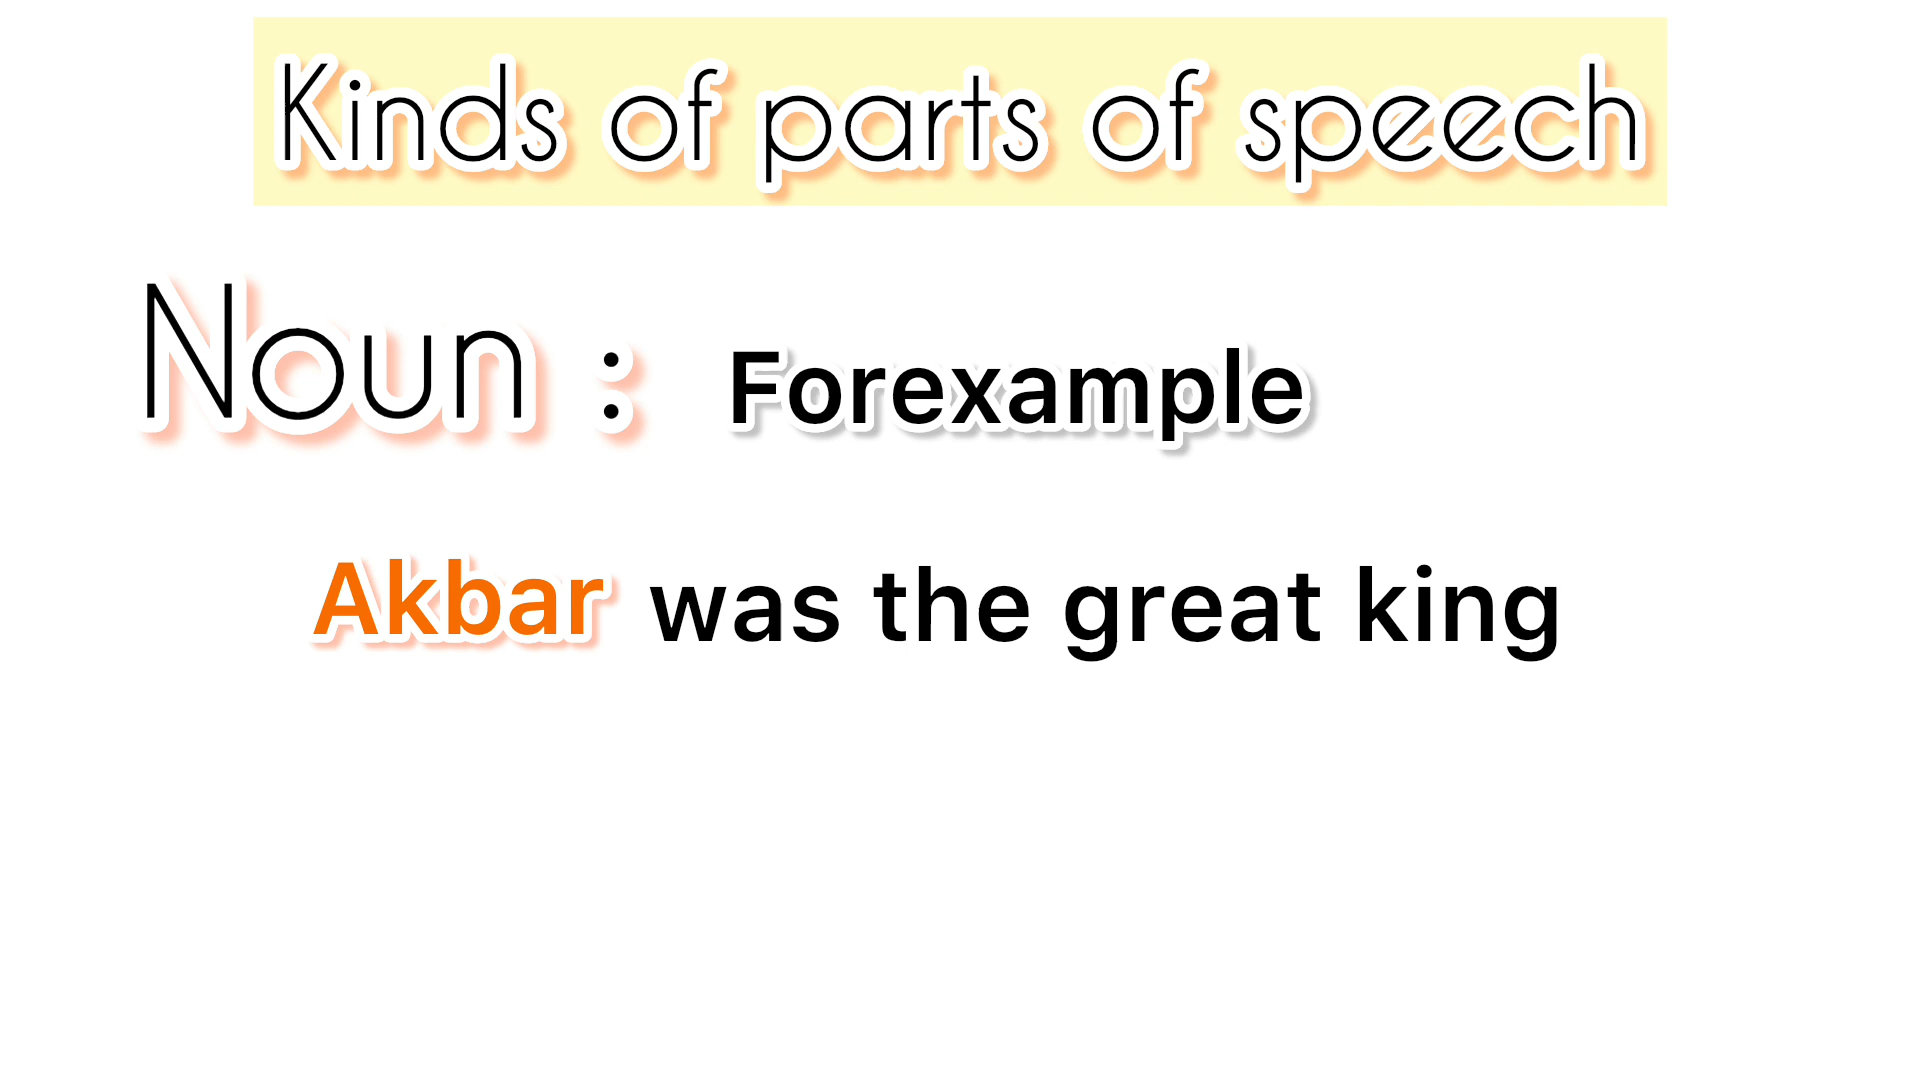 Kinds of parts of speech
Noun : Forexample
Akbar was the great king